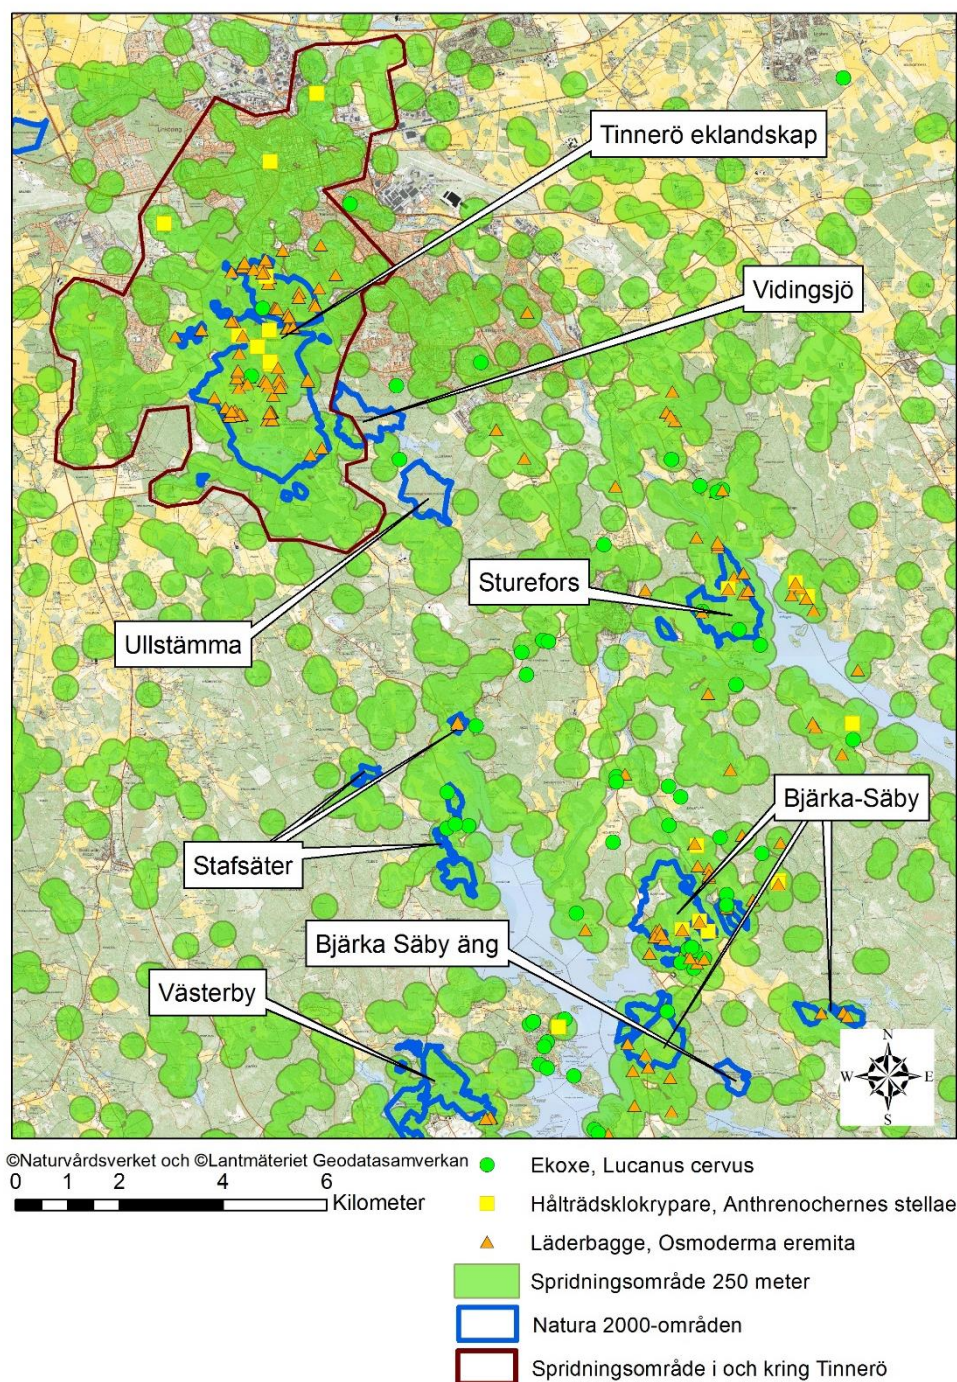 Tinnerö eklandskap
Vidingsjö
Sturefors
Ullstämma
Bjärka-Säby
Stafsäter
Bjärka Säby äng
Västerby
N
W E
S
©Naturvårdsverket och ©Lantmäteriet Geodatasamverkan
0 1 2 4 6
Kilometer
Ekoxe, Lucanus cervus
Hålträdsklokrypare, Anthrenochernes stellae
Läderbagge, Osmoderma eremita
Spridningsområde 250 meter
Natura 2000-områden
Spridningsområde i och kring Tinnerö